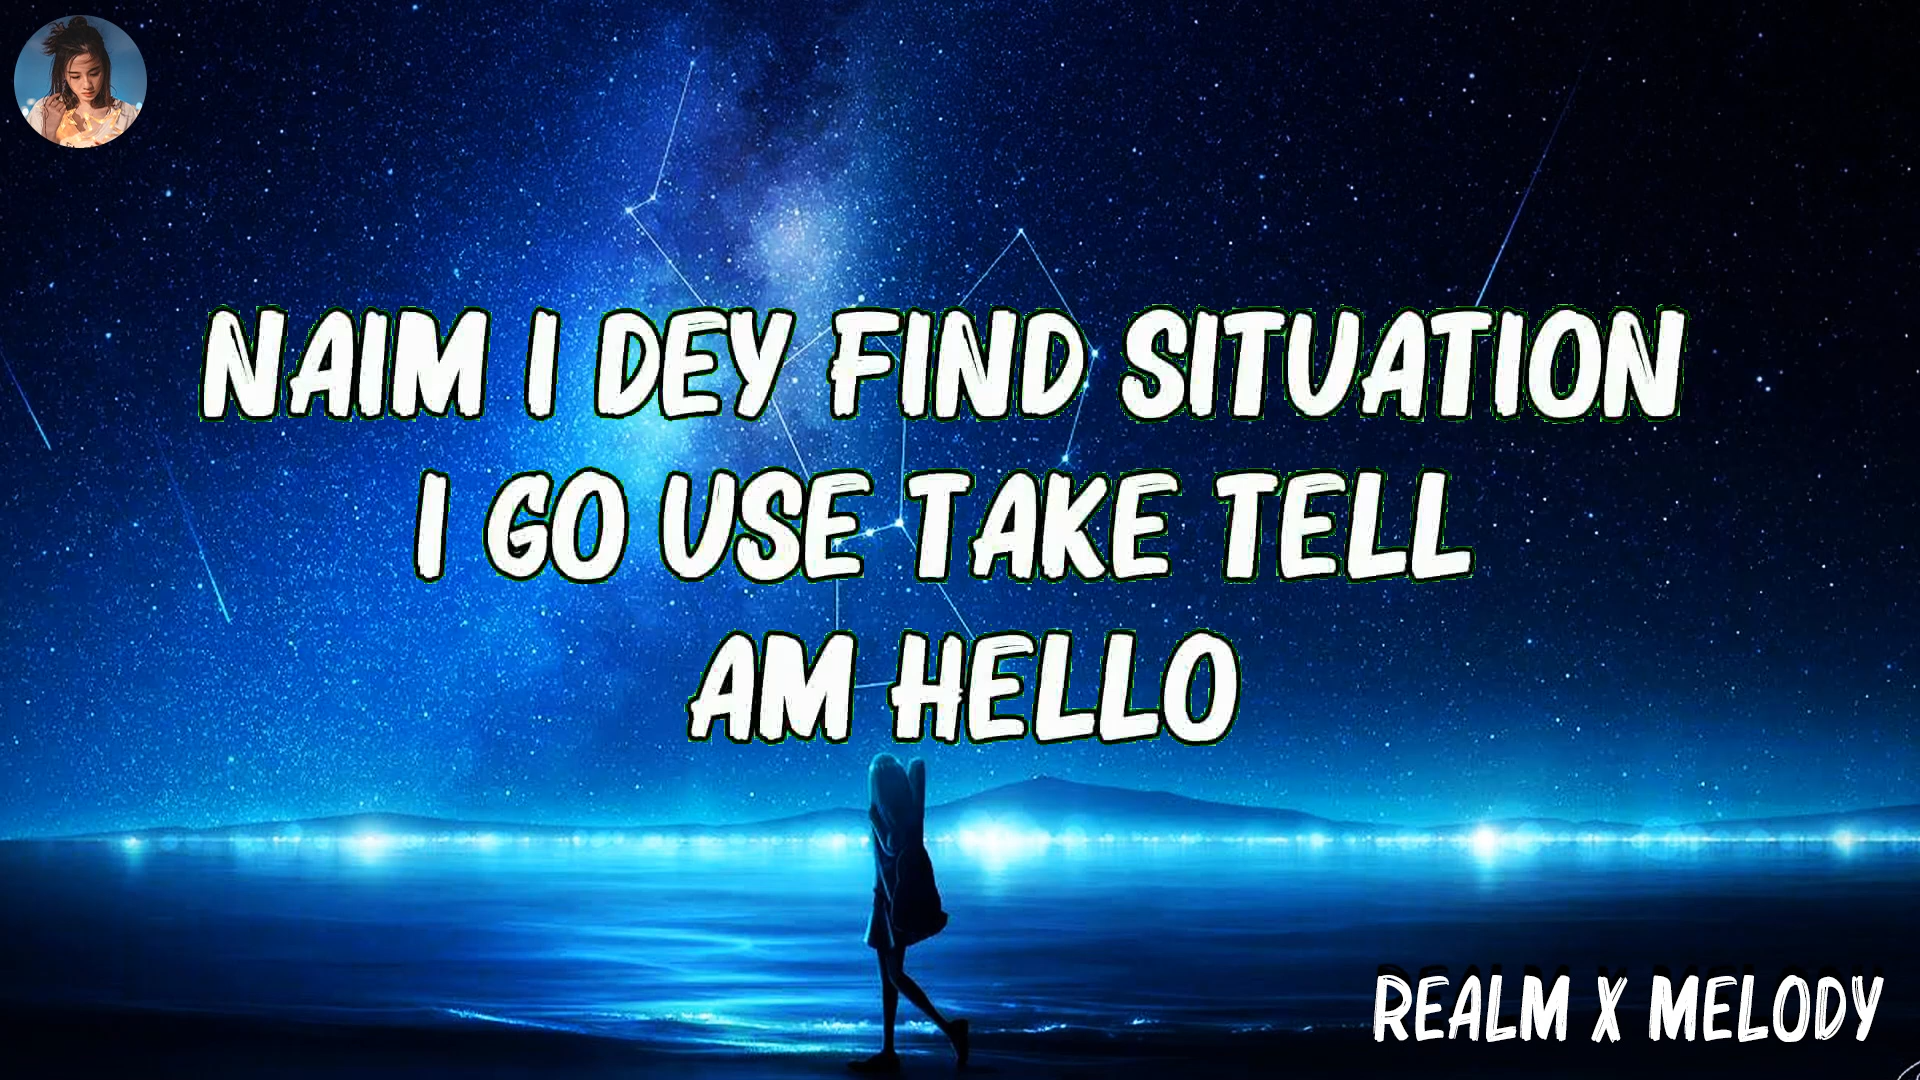 NAIM I DEY FIND SITUATION
I GO USE TAKE TELL
AM HELLO
REALM X MELODY